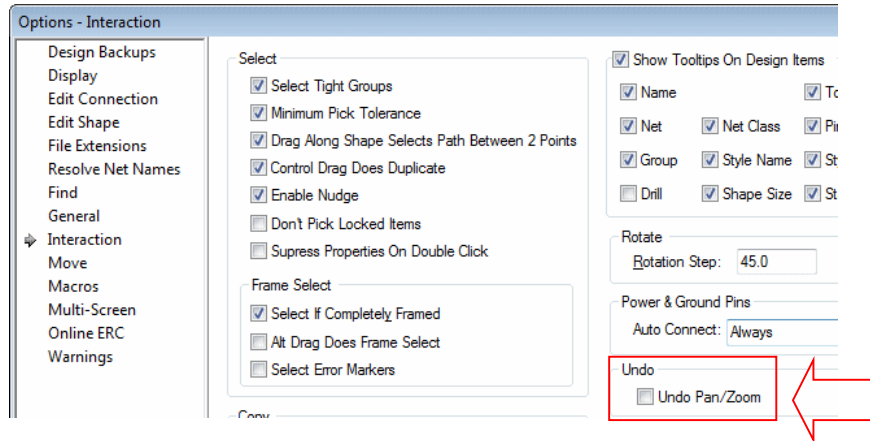 Options - Interaction
Design Backups
Display
Edit Connection
Edit Shape
File Extensions
Resolve Net Names
Find
General
Interaction
Move
Macros
Multi-Screen
Online ERC
Warnings
Select
Select Tight Groups
Minimum Pick Tolerance
Drag Along Shape Selects Path Between 2 Points
Control Drag Does Duplicate
Enable Nudge
Don't Pick Locked Items
Supress Properties On Double Click
Frame Select
Select If Completely Framed
Alt Drag Does Frame Select
Select Error Markers
Copy
Show Tooltips On Design Items
Name
Net Net Class
Group Style Name
Drill Shape Size
Rotate
Rotation Step: 45.0
Power & Ground Pins
Auto Connect: Always
Undo
Undo Pan/Zoom